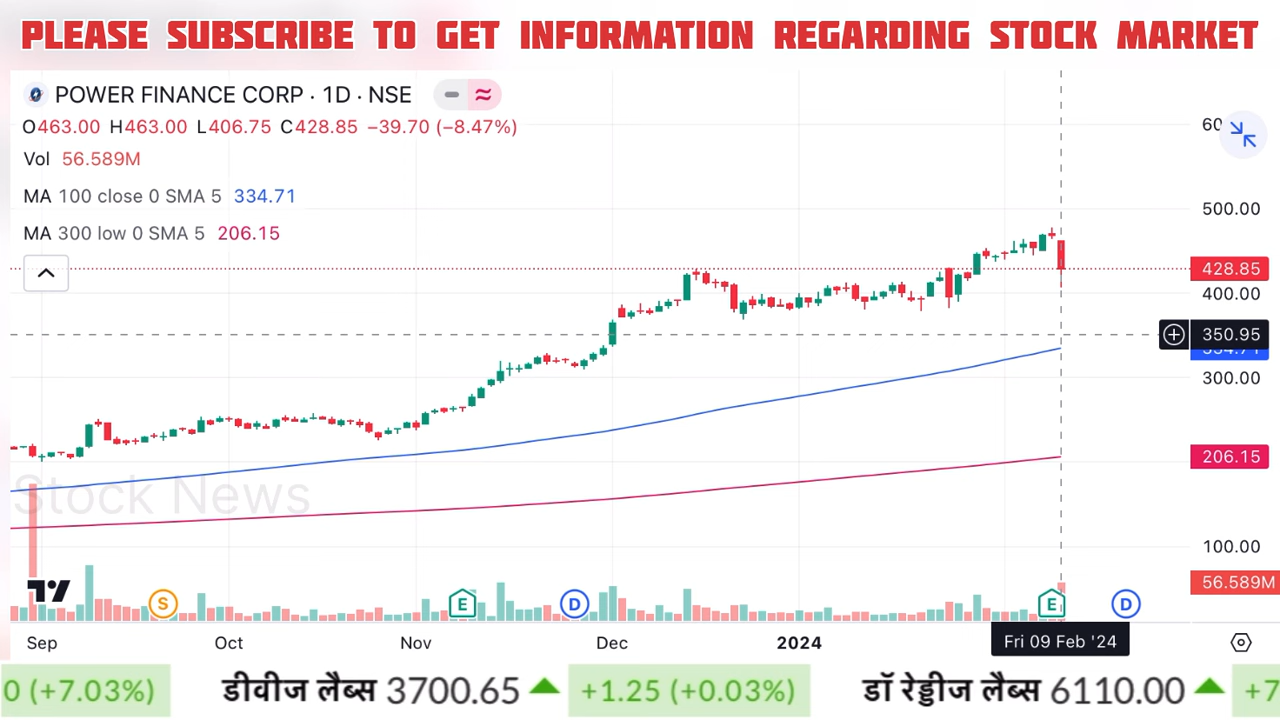 PLEASE SUBSCRIBE TO GET INFORMATION REGARDING STOCK MARKET
POWER FINANCE CORP · 1D · NSE
O463.00 H463.00 L406.75 C428.85 −39.70 (−8.47%)
Vol 56.589M
MA 100 close 0 SMA 5 334.71
MA 300 low 0 SMA 5 206.15
500.00
428.85
400.00
350.95
300.00
206.15
Stock News
100.00
56.589M
S E D E D
Sep Oct Nov Dec 2024 Fri 09 Feb '24
0 (+7.03%) डीवीज लैब्स 3700.65 +1.25 (+0.03%) डॉ रेड्डीज लैब्स 6110.00 +7